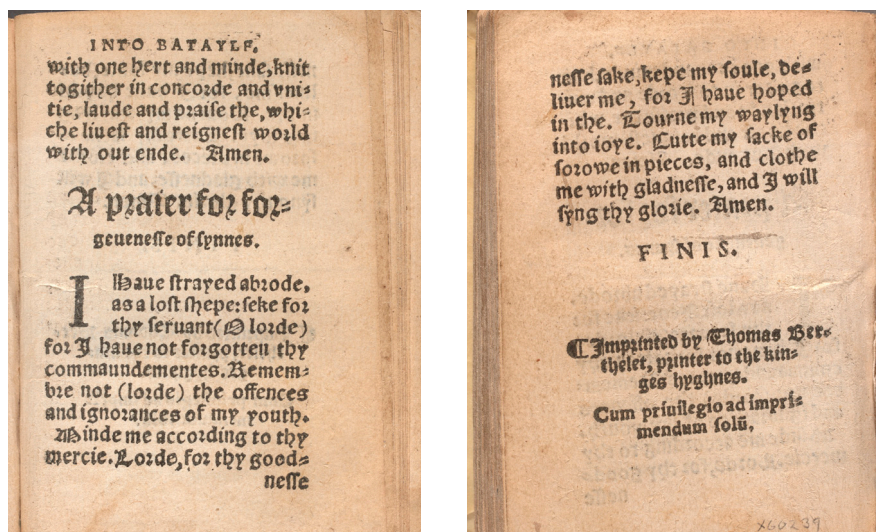 INTO BATAYLE.
with one hert and minde, knit
togither in concorde and vni⸗
tie, laude and praise the, whi⸗
che liuest and reignest world
with out ende. Amen.
A praier for for⸗
geuenesse of synnes.
I Haue strayed abrode,
as a lost shepe: seke for
thy seruant (O lorde)
for I haue not forgotten thy
commaundementes. Remem⸗
bre not (lorde) the offences
and ignorances of my youth.
Minde me according to thy
mercie. Lorde, for thy good⸗
nesse
nesse sake, kepe my soule, de⸗
liuer me, for I haue hoped
in the. Tourne my waylyng
into ioye. Cutte my sacke of
sorowe in pieces, and clothe
me with gladnesse, and I will
syng thy glorie. Amen.
FINIS.
¶ Imprinted by Thomas Ber⸗
thelet, printer to the kin⸗
ges hyghnes.
Cum priuilegio ad impri⸗
mendum solū,
XG0239